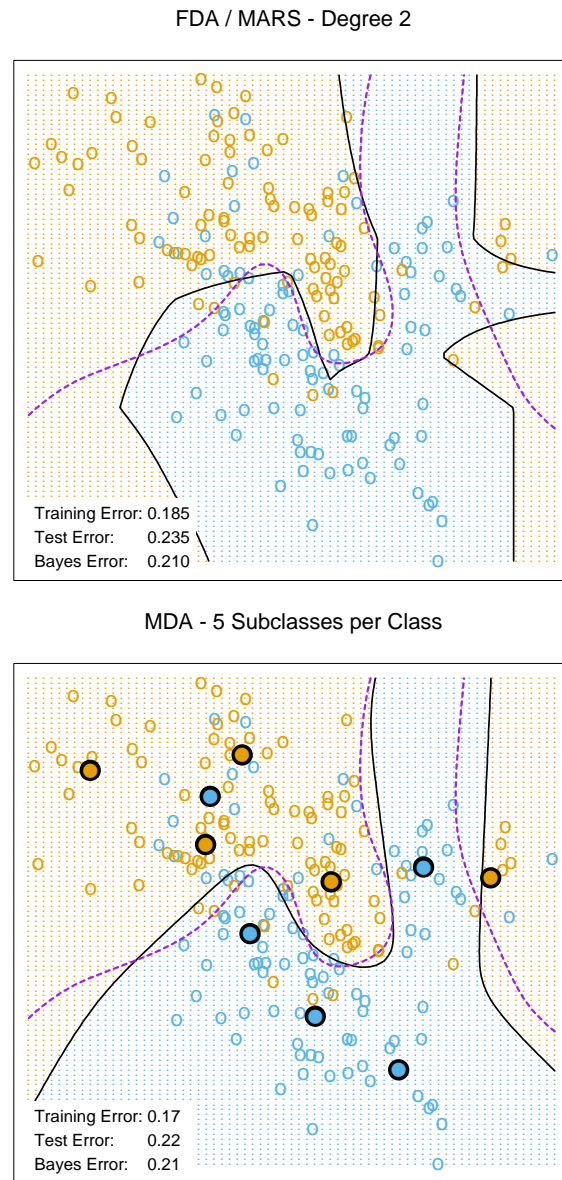 FDA / MARS - Degree 2
Training Error: 0.185
Test Error: 0.235
Bayes Error: 0.210
MDA - 5 Subclasses per Class
Training Error: 0.17
Test Error: 0.22
Bayes Error: 0.21